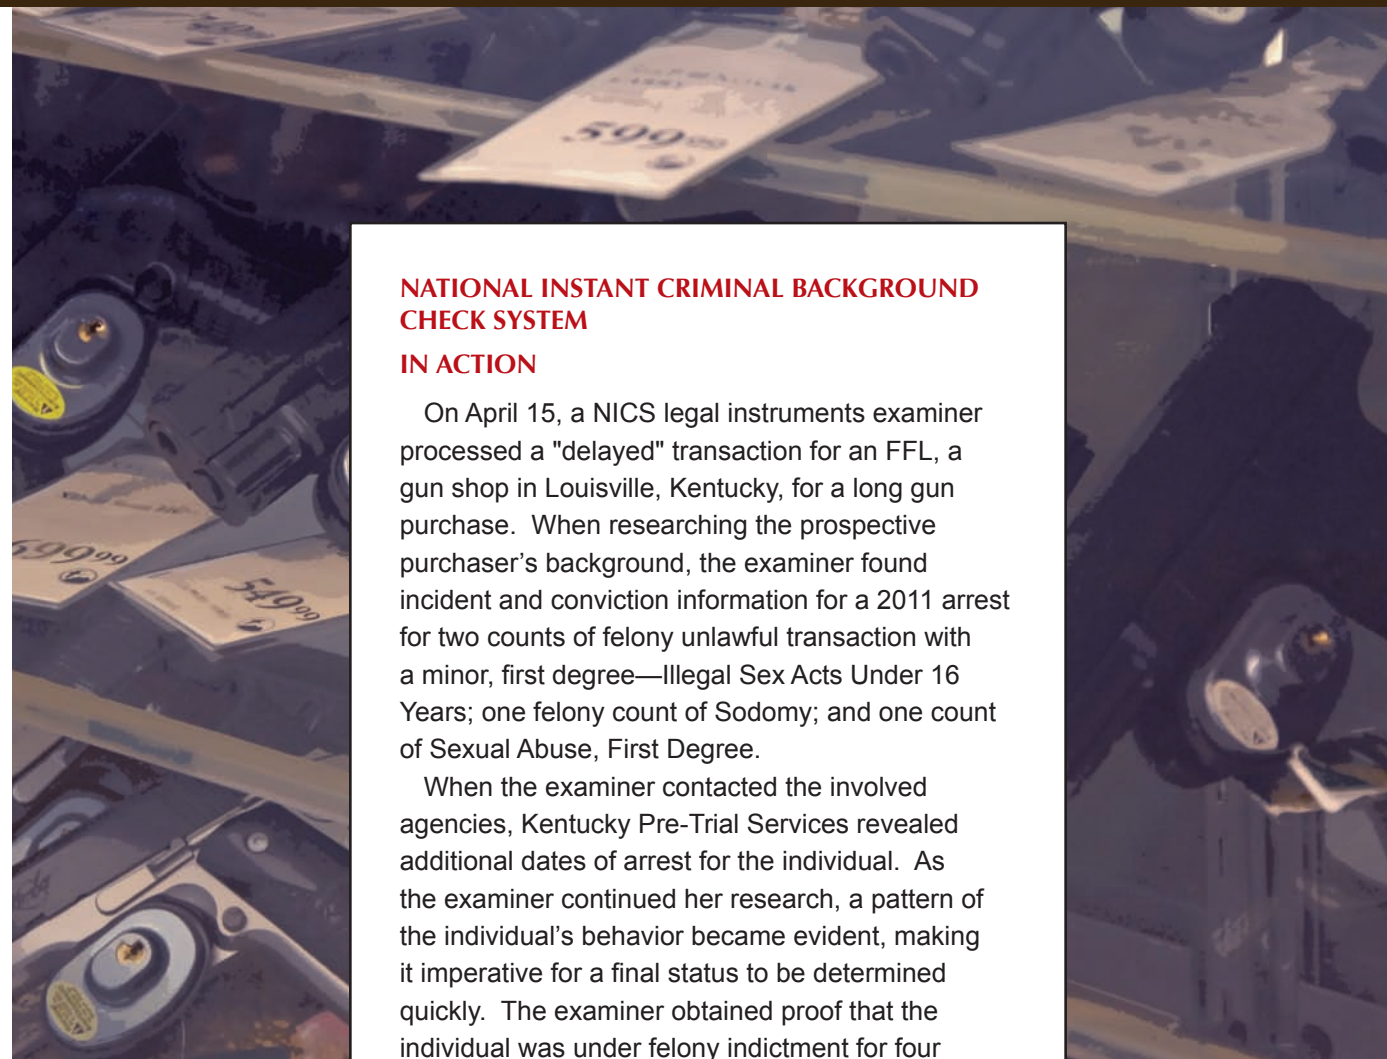 599 99
NATIONAL INSTANT CRIMINAL BACKGROUND
CHECK SYSTEM
IN ACTION
On April 15, a NICS legal instruments examiner
processed a "delayed" transaction for an FFL, a
gun shop in Louisville, Kentucky, for a long gun
purchase.  When researching the prospective
purchaser’s background, the examiner found
incident and conviction information for a 2011 arrest
for two counts of felony unlawful transaction with
a minor, first degree—Illegal Sex Acts Under 16
Years; one felony count of Sodomy; and one count
of Sexual Abuse, First Degree.
When the examiner contacted the involved
agencies, Kentucky Pre-Trial Services revealed
additional dates of arrest for the individual.  As
the examiner continued her research, a pattern of
the individual’s behavior became evident, making
it imperative for a final status to be determined
quickly.  The examiner obtained proof that the
individual was under felony indictment for four
699 99
549 99